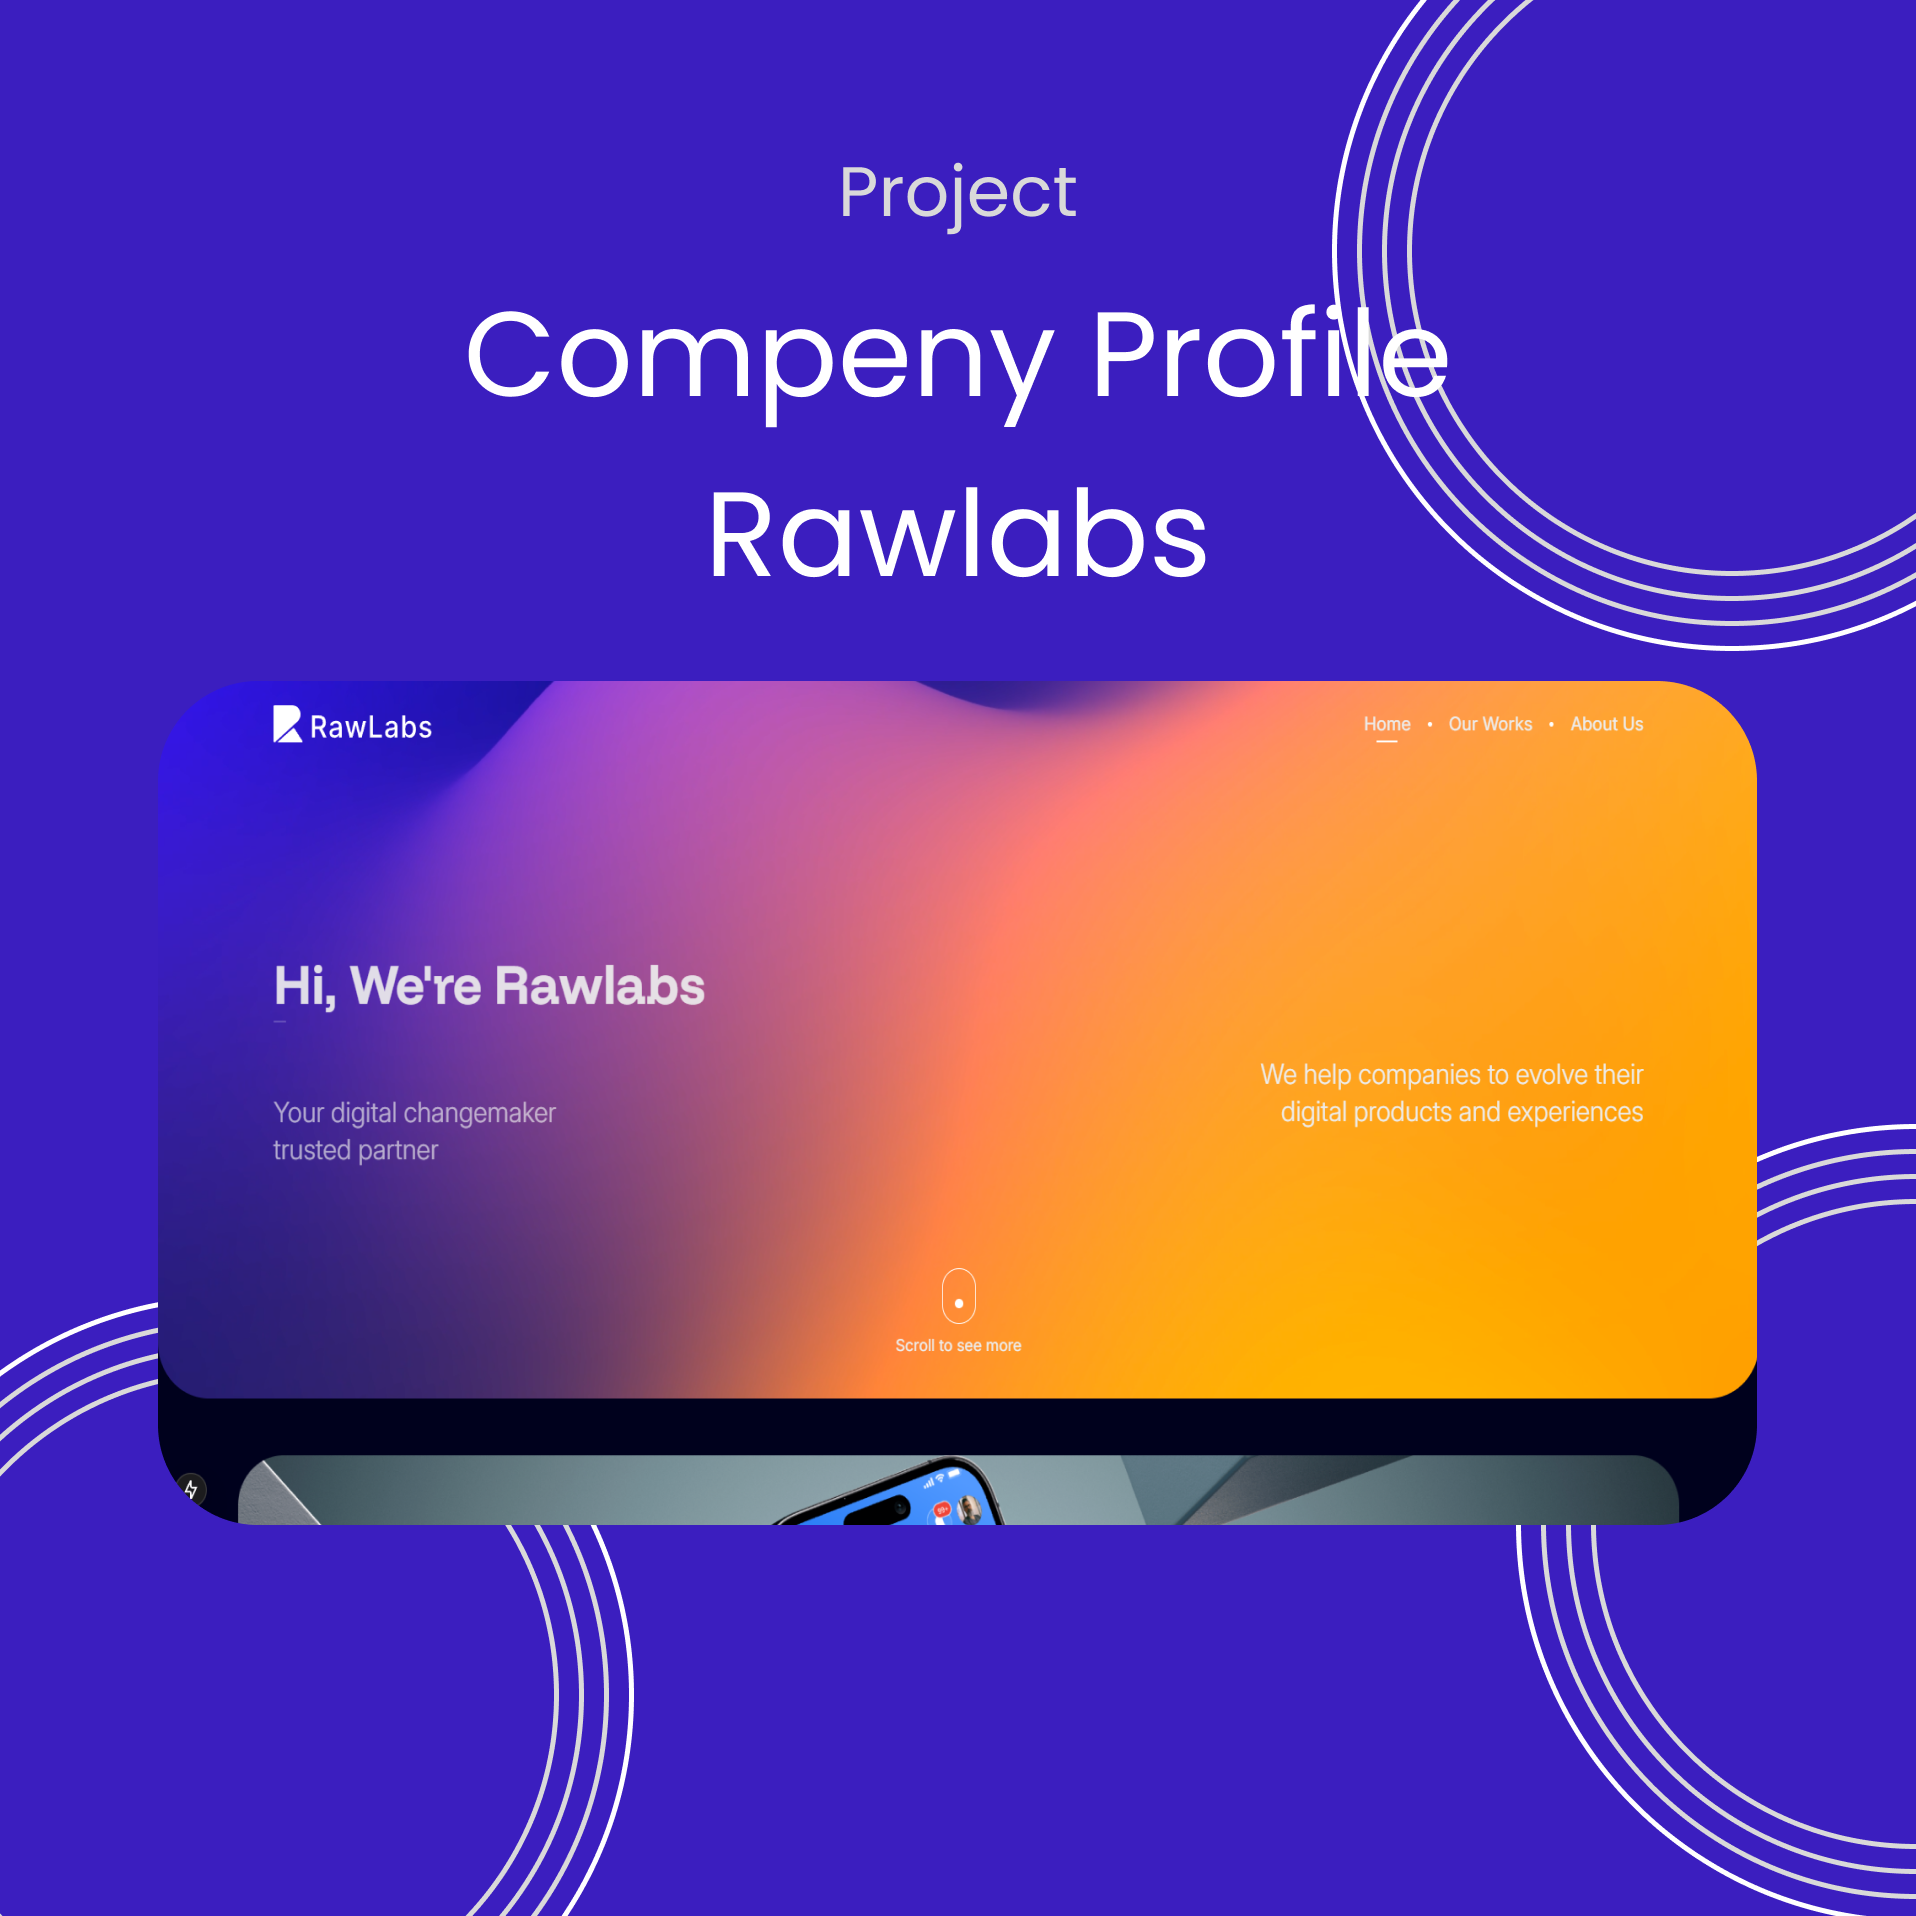 Project
Compeny Profile
Rawlabs
RawLabs
Home • Our Works • About Us
Hi, We're Rawlabs
Your digital changemaker
trusted partner
We help companies to evolve their
digital products and experiences
Scroll to see more